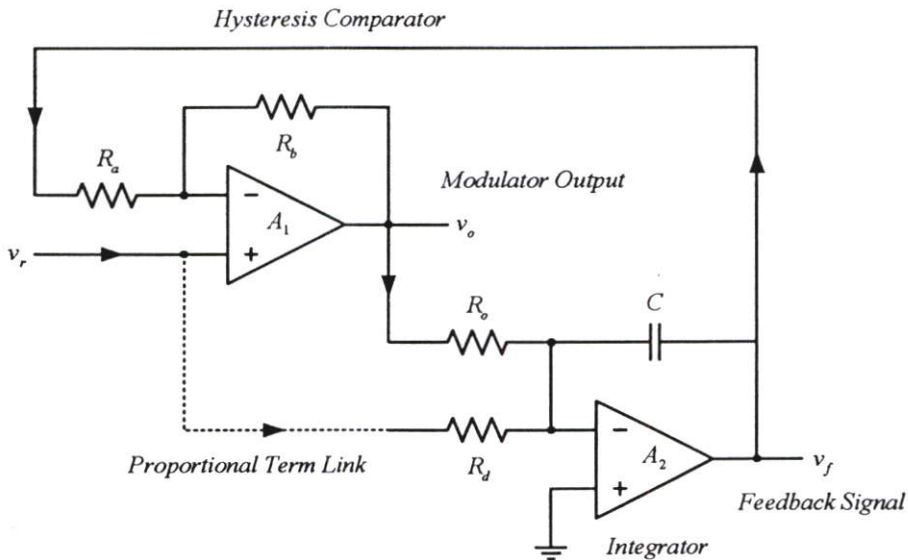 Hysteresis Comparator
R_b
R_a
Modulator Output
−
A_1
v_o
v_r
+
R_o
C
−
A_2
v_f
Proportional Term Link
R_d
+
Feedback Signal
Integrator